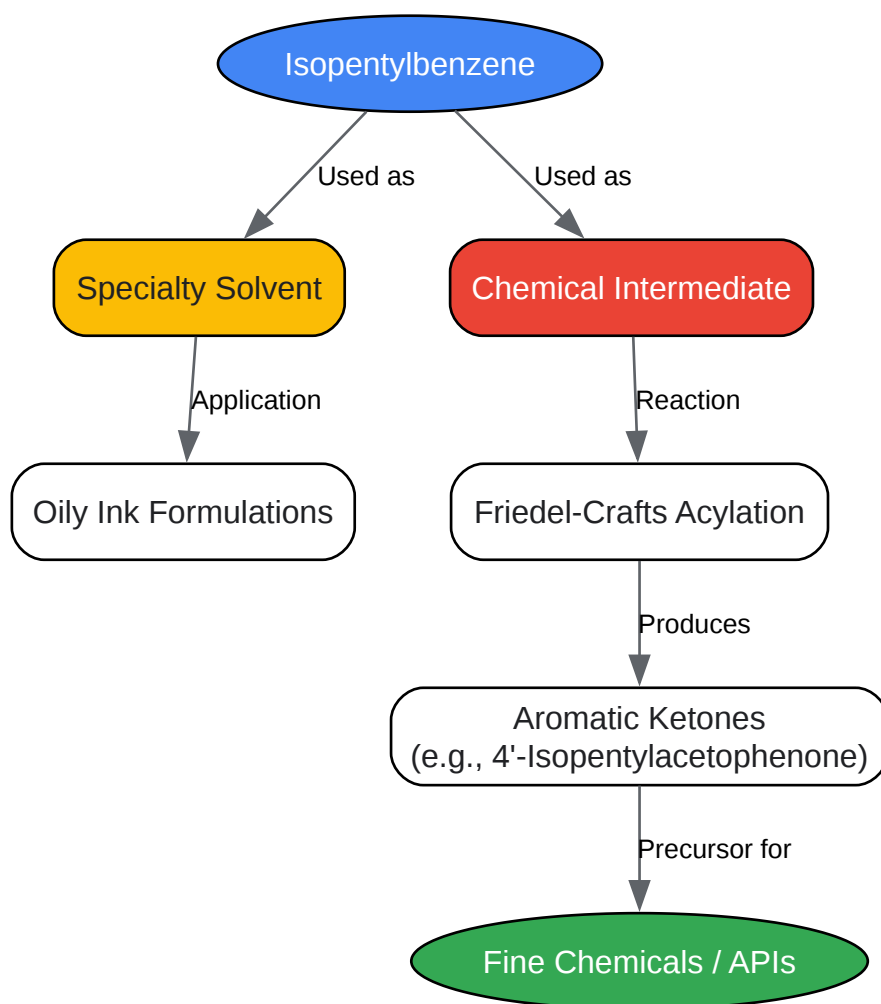 Isopentylbenzene
Used as
Used as
Specialty Solvent
Chemical Intermediate
Application
Reaction
Oily Ink Formulations
Friedel-Crafts Acylation
Produces
Aromatic Ketones
(e.g., 4'-Isopentylacetophenone)
Precursor for
Fine Chemicals / APIs